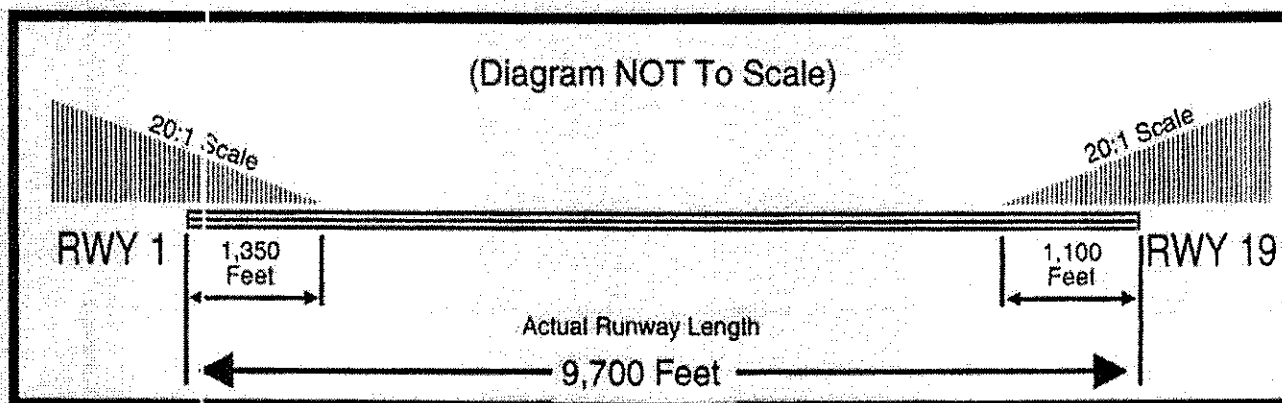 (Diagram NOT To Scale)
20:1 Scale
20:1 Scale
RWY 1
1,350
Feet
1,100
Feet
RWY 19
Actual Runway Length
9,700 Feet